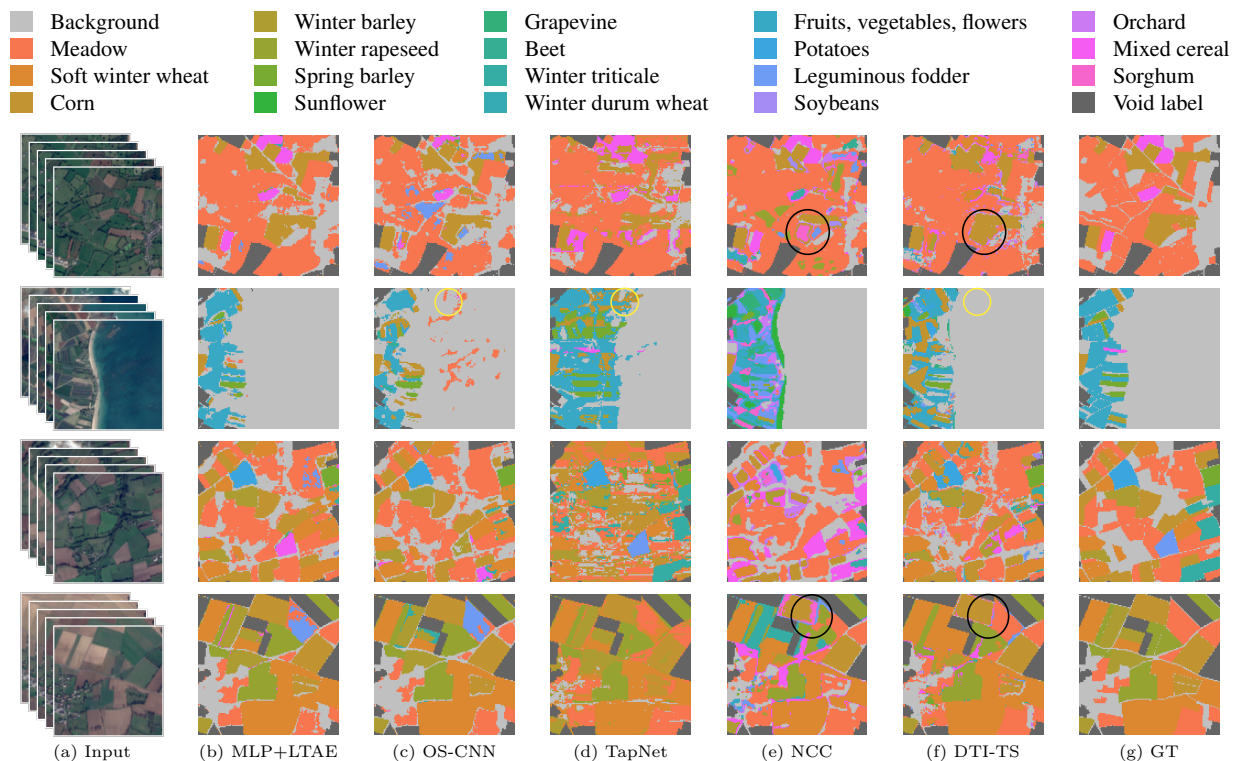 Background
Meadow
Soft winter wheat
Corn
Winter barley
Winter rapeseed
Spring barley
Sunflower
Grapevine
Beet
Winter triticale
Winter durum wheat
Fruits, vegetables, flowers
Potatoes
Leguminous fodder
Soybeans
Orchard
Mixed cereal
Sorghum
Void label
(a) Input
(b) MLP+LTAE
(c) OS-CNN
(d) TapNet
(e) NCC
(f) DTI-TS
(g) GT